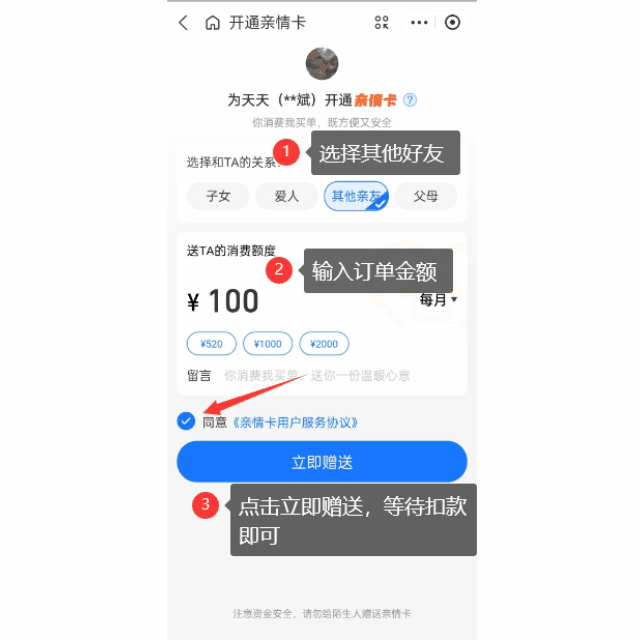 开通亲情卡
为天天（**斌）开通亲情卡 ?
你消费我买单，既方便又安全
1 选择其他好友
选择和TA的关系:
子女 爱人 其他亲友 父母
送TA的消费额度
2 输入订单金额
¥ 100 每月
¥520 ¥1000 ¥2000
留言 你消费我买单，送你一份温暖心意
同意《亲情卡用户服务协议》
立即赠送
3 点击立即赠送，等待扣款
即可
注意资金安全，请勿给陌生人赠送亲情卡